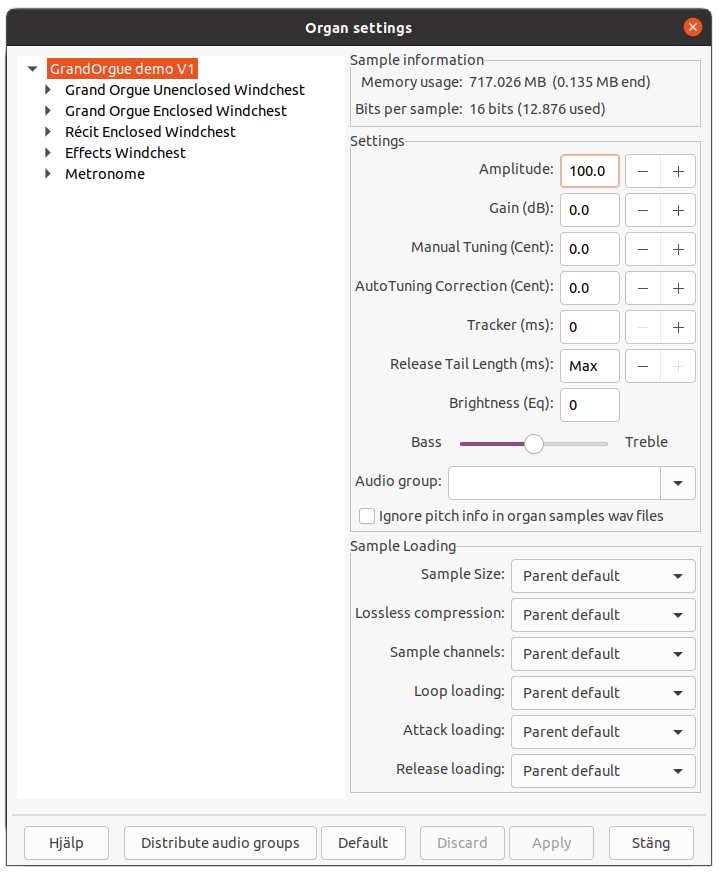 Organ settings
GrandOrgue demo V1
Grand Orgue Unenclosed Windchest
Grand Orgue Enclosed Windchest
Récit Enclosed Windchest
Effects Windchest
Metronome
Sample information
Memory usage: 717.026 MB (0.135 MB end)
Bits per sample: 16 bits (12.876 used)
Settings
Amplitude: 100.0 − +
Gain (dB): 0.0 − +
Manual Tuning (Cent): 0.0 − +
AutoTuning Correction (Cent): 0.0 − +
Tracker (ms): 0 − +
Release Tail Length (ms): Max − +
Brightness (Eq): 0
Bass Treble
Audio group:
Ignore pitch info in organ samples wav files
Sample Loading
Sample Size: Parent default
Lossless compression: Parent default
Sample channels: Parent default
Loop loading: Parent default
Attack loading: Parent default
Release loading: Parent default
Hjälp Distribute audio groups Default Discard Apply Stäng